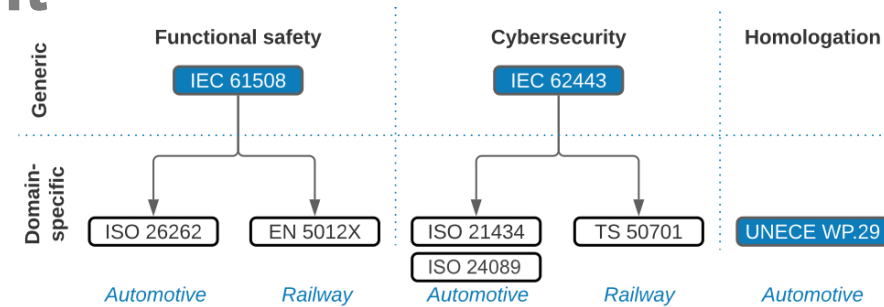 Functional safety
Cybersecurity
Homologation
Generic
IEC 61508
IEC 62443
Domain-
specific
ISO 26262
EN 5012X
ISO 21434
TS 50701
UNECE WP.29
ISO 24089
Automotive
Railway
Automotive
Railway
Automotive